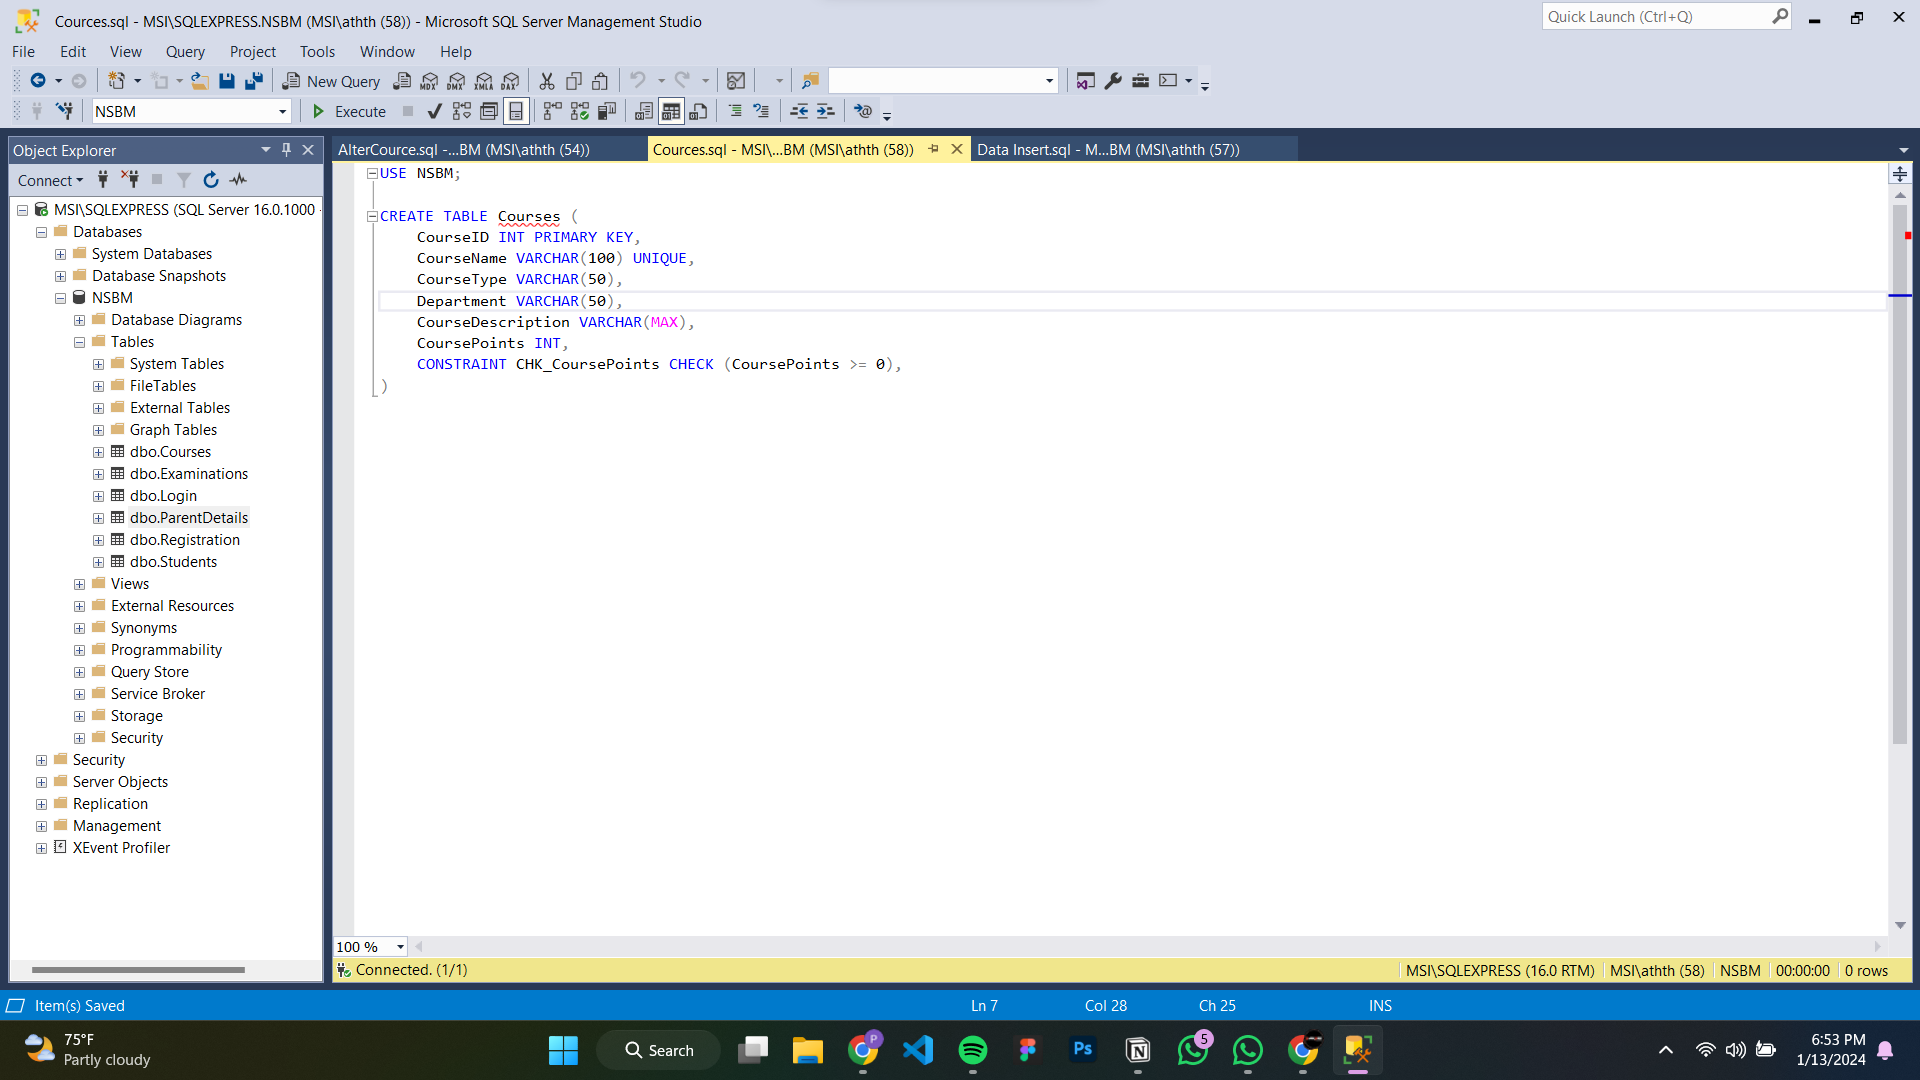 Cources.sql - MSI\SQLEXPRESS.NSBM (MSI\athth (58)) - Microsoft SQL Server Management Studio
Quick Launch (Ctrl+Q)
File Edit View Query Project Tools Window Help
New Query
MDX DMX XMLA DAX
NSBM
Execute
Object Explorer
Connect
MSI\SQLEXPRESS (SQL Server 16.0.1000 -
Databases
System Databases
Database Snapshots
NSBM
Database Diagrams
Tables
System Tables
FileTables
External Tables
Graph Tables
dbo.Courses
dbo.Examinations
dbo.Login
dbo.ParentDetails
dbo.Registration
dbo.Students
Views
External Resources
Synonyms
Programmability
Query Store
Service Broker
Storage
Security
Security
Server Objects
Replication
Management
XEvent Profiler
AlterCource.sql -...BM (MSI\athth (54))
Cources.sql - MSI\...BM (MSI\athth (58))
Data Insert.sql - M...BM (MSI\athth (57))
USE NSBM;
CREATE TABLE Courses (
CourseID INT PRIMARY KEY,
CourseName VARCHAR(100) UNIQUE,
CourseType VARCHAR(50),
Department VARCHAR(50),
CourseDescription VARCHAR(MAX),
CoursePoints INT,
CONSTRAINT CHK_CoursePoints CHECK (CoursePoints >= 0),
)
100 %
Connected. (1/1)
MSI\SQLEXPRESS (16.0 RTM) MSI\athth (58) NSBM 00:00:00 0 rows
Item(s) Saved
Ln 7 Col 28 Ch 25 INS
75°F
Partly cloudy
Search
P
Ps
5
6:53 PM
1/13/2024